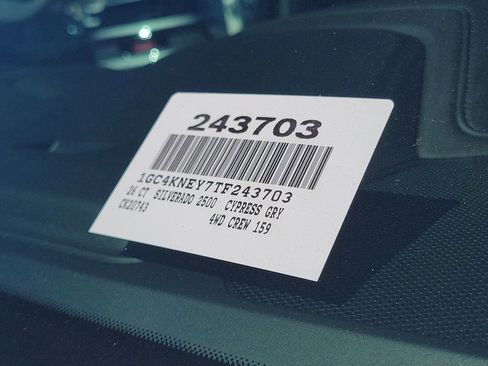 243703
1GC4KNEY7TF243703
26 CT SILVERADO 2500 CYPRESS GRY
CK20743 4WD CREW 159